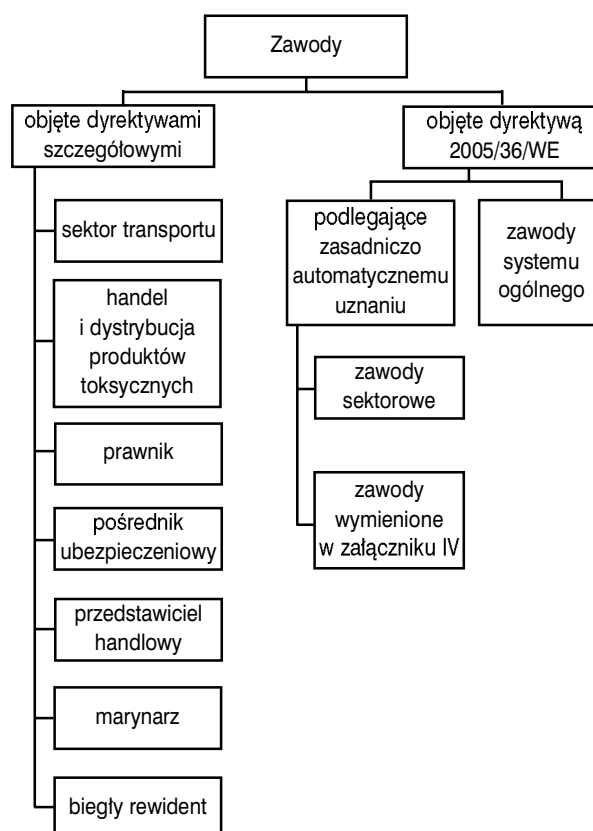 Zawody
objęte dyrektywami
szczegółowymi
sektor transportu
handel
i dystrybucja
produktów
toksycznych
prawnik
pośrednik
ubezpieczeniowy
przedstawiciel
handlowy
marynarz
biegły rewident
objęte dyrektywą
2005/36/WE
podlegające
zasadniczo
automatycznemu
uznaniu
zawody
sektorowe
zawody
wymienione
w załączniku IV
zawody
systemu
ogólnego